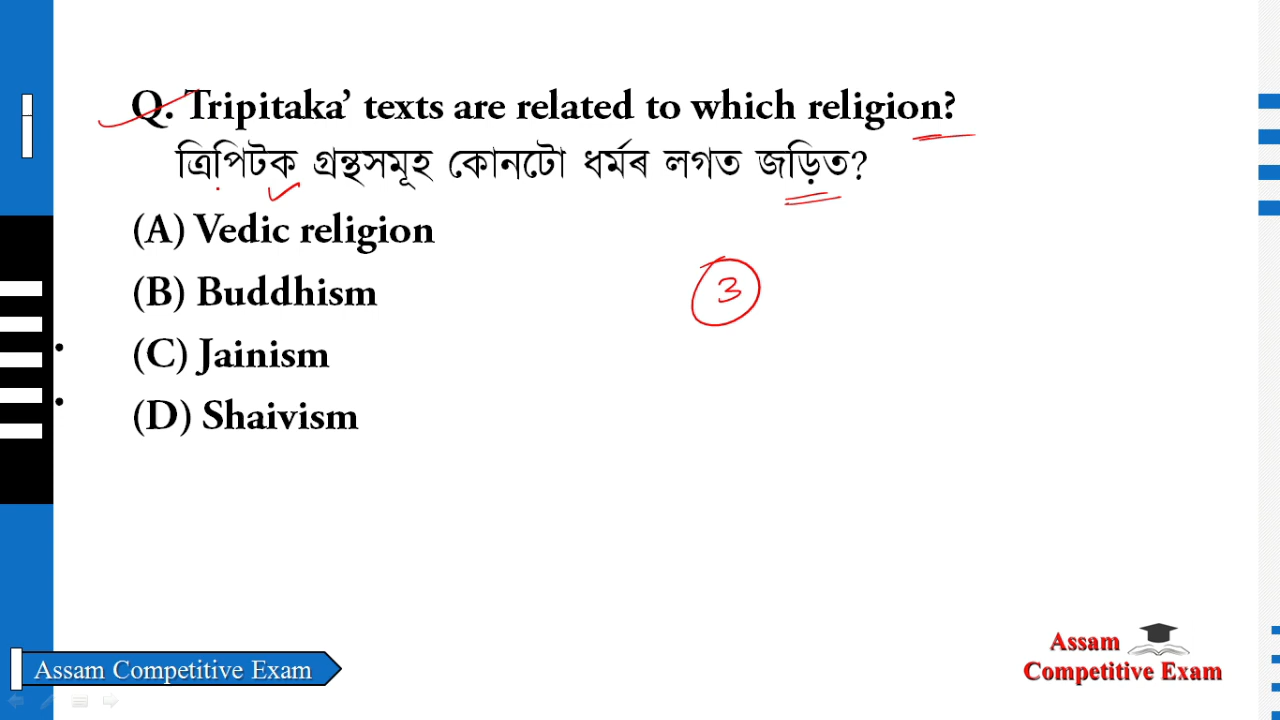 Q. Tripitaka’ texts are related to which religion?
ত্ৰিপিটক গ্ৰন্থসমূহ কোনটো ধৰ্মৰ লগত জড়িত?
(A) Vedic religion
(B) Buddhism
3
(C) Jainism
(D) Shaivism
Assam Competitive Exam
Assam
Competitive Exam